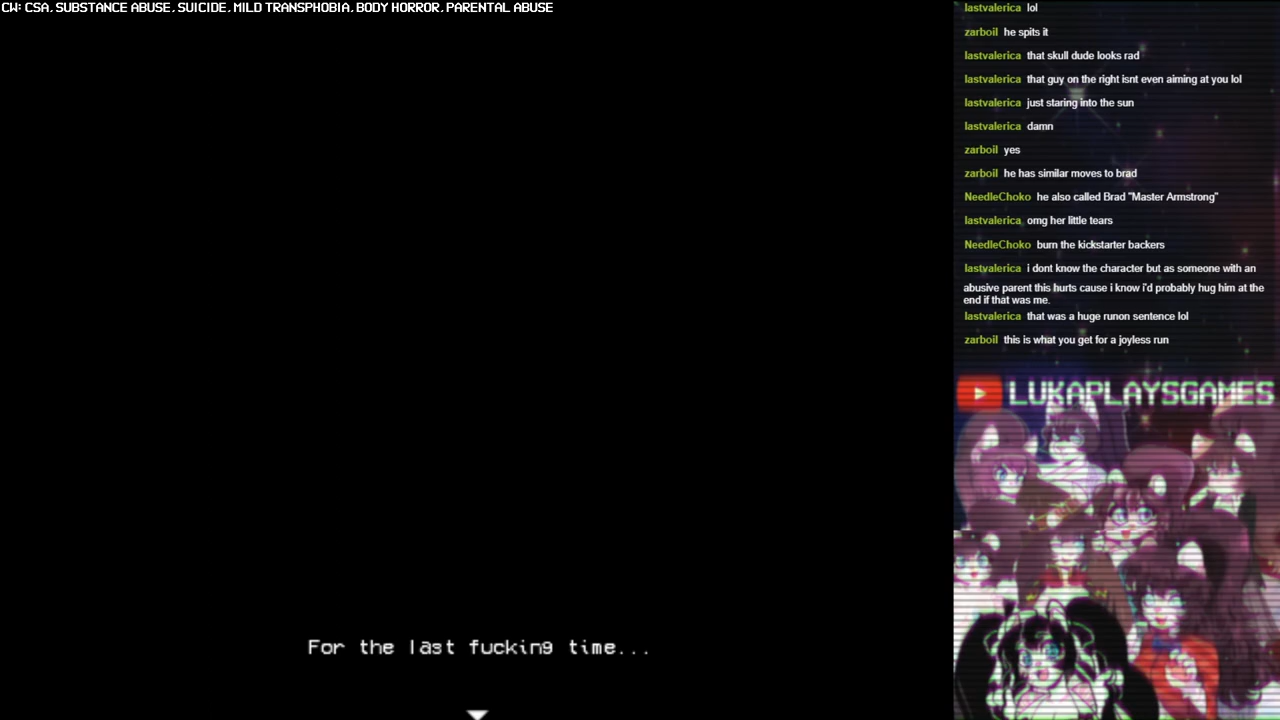 CW: CSA, SUBSTANCE ABUSE, SUICIDE, MILD TRANSPHOBIA, BODY HORROR, PARENTAL ABUSE
lastvalerica lol
zarboil he spits it
lastvalerica that skull dude looks rad
lastvalerica that guy on the right isnt even aiming at you lol
lastvalerica just staring into the sun
lastvalerica damn
zarboil yes
zarboil he has similar moves to brad
NeedleChoko he also called Brad "Master Armstrong"
lastvalerica omg her little tears
NeedleChoko burn the kickstarter backers
lastvalerica i dont know the character but as someone with an
abusive parent this hurts cause i know i'd probably hug him at the
end if that was me.
lastvalerica that was a huge runon sentence lol
zarboil this is what you get for a joyless run
LUKAPLAYSGAMES
For the last fucking time...